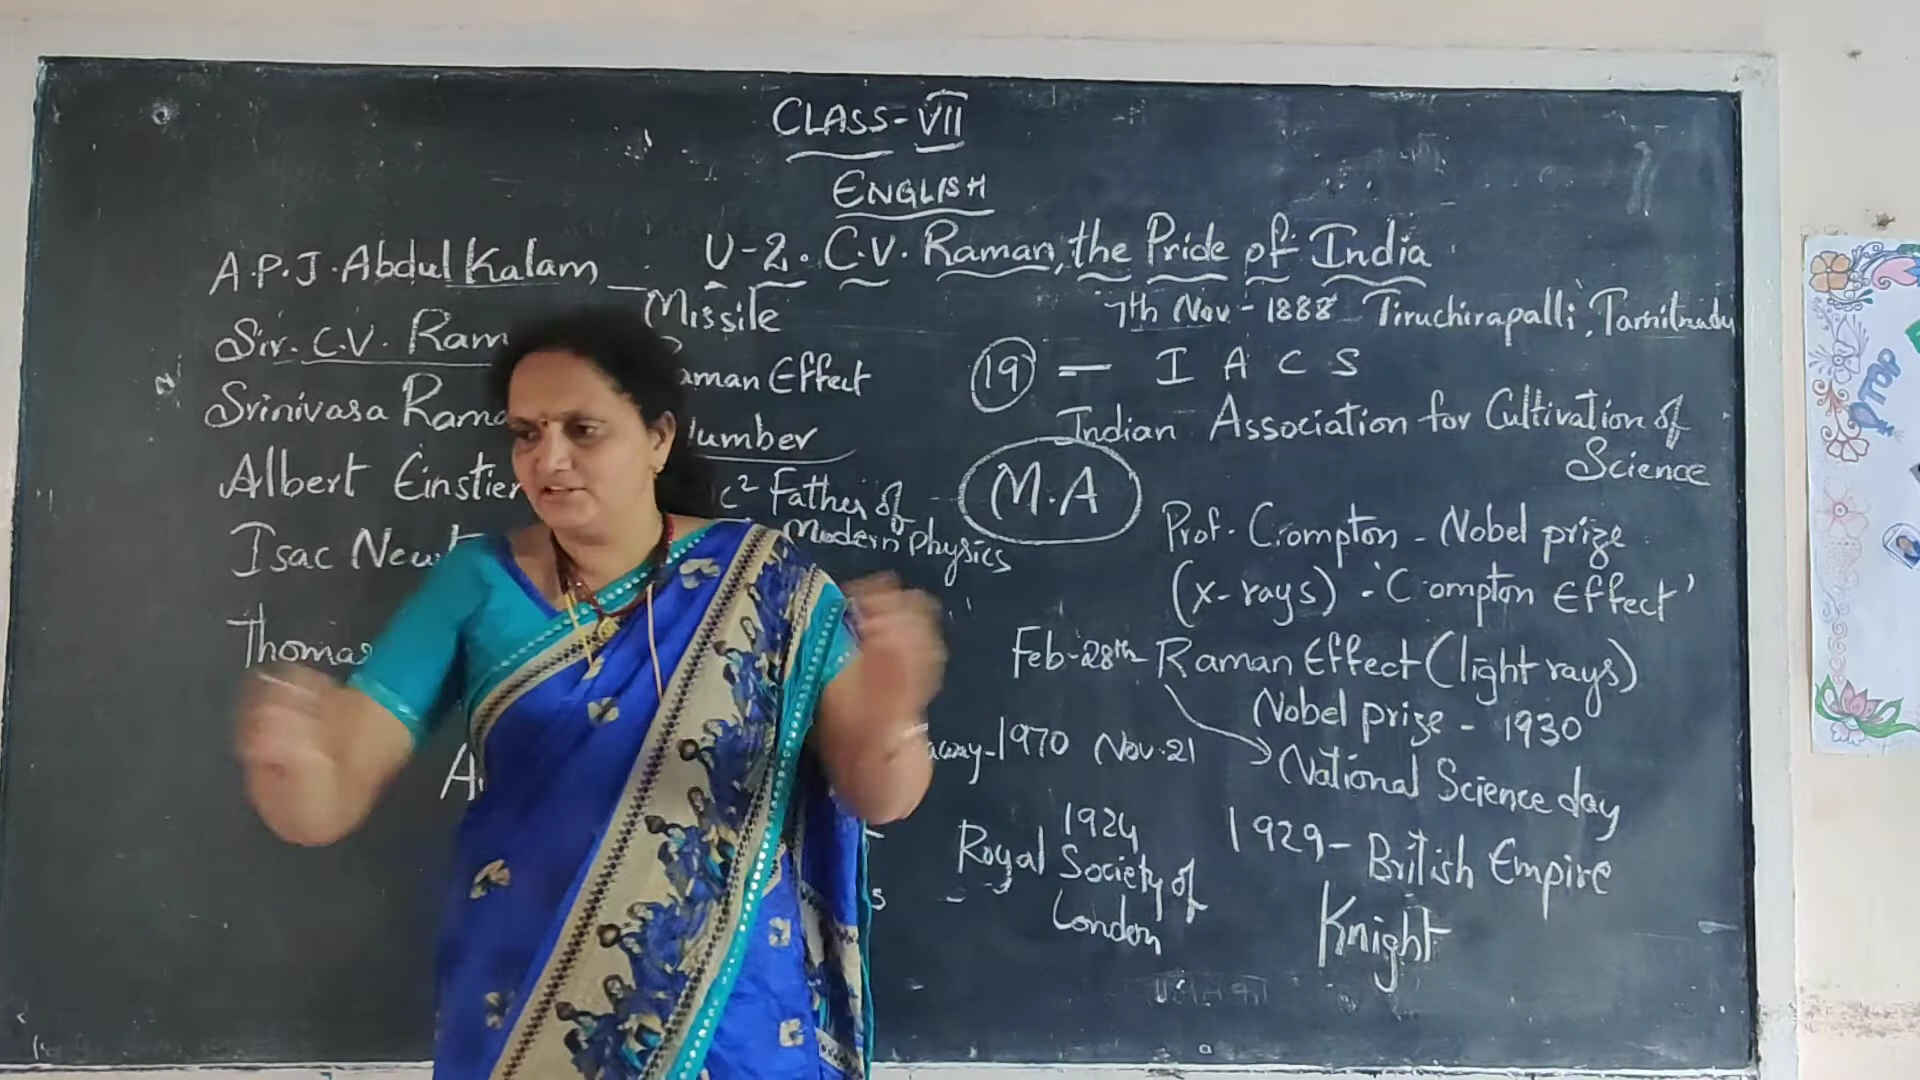 CLASS-VII
ENGLISH
U-2. C.V. Raman, the Pride of India
A.P.J. Abdul Kalam - Missile
7th Nov - 1888 Tiruchirapalli, Tamilnadu
Sir. C.V. Ram
aman Effect
19 - I A C S
Srinivasa Rama
umber
Indian Association for Cultivation of
Science
Albert Einstien
c² Father of
Modern Physics
M.A
Isac Newt
Prof. Crompton - Nobel prize
(x-rays) - 'Compton Effect'
Thomas
Feb-28th Raman Effect (light rays)
Nobel prize - 1930
away-1970 Nov-21
National Science day
1924
Royal Society of
London
1929 - British Empire
Knight